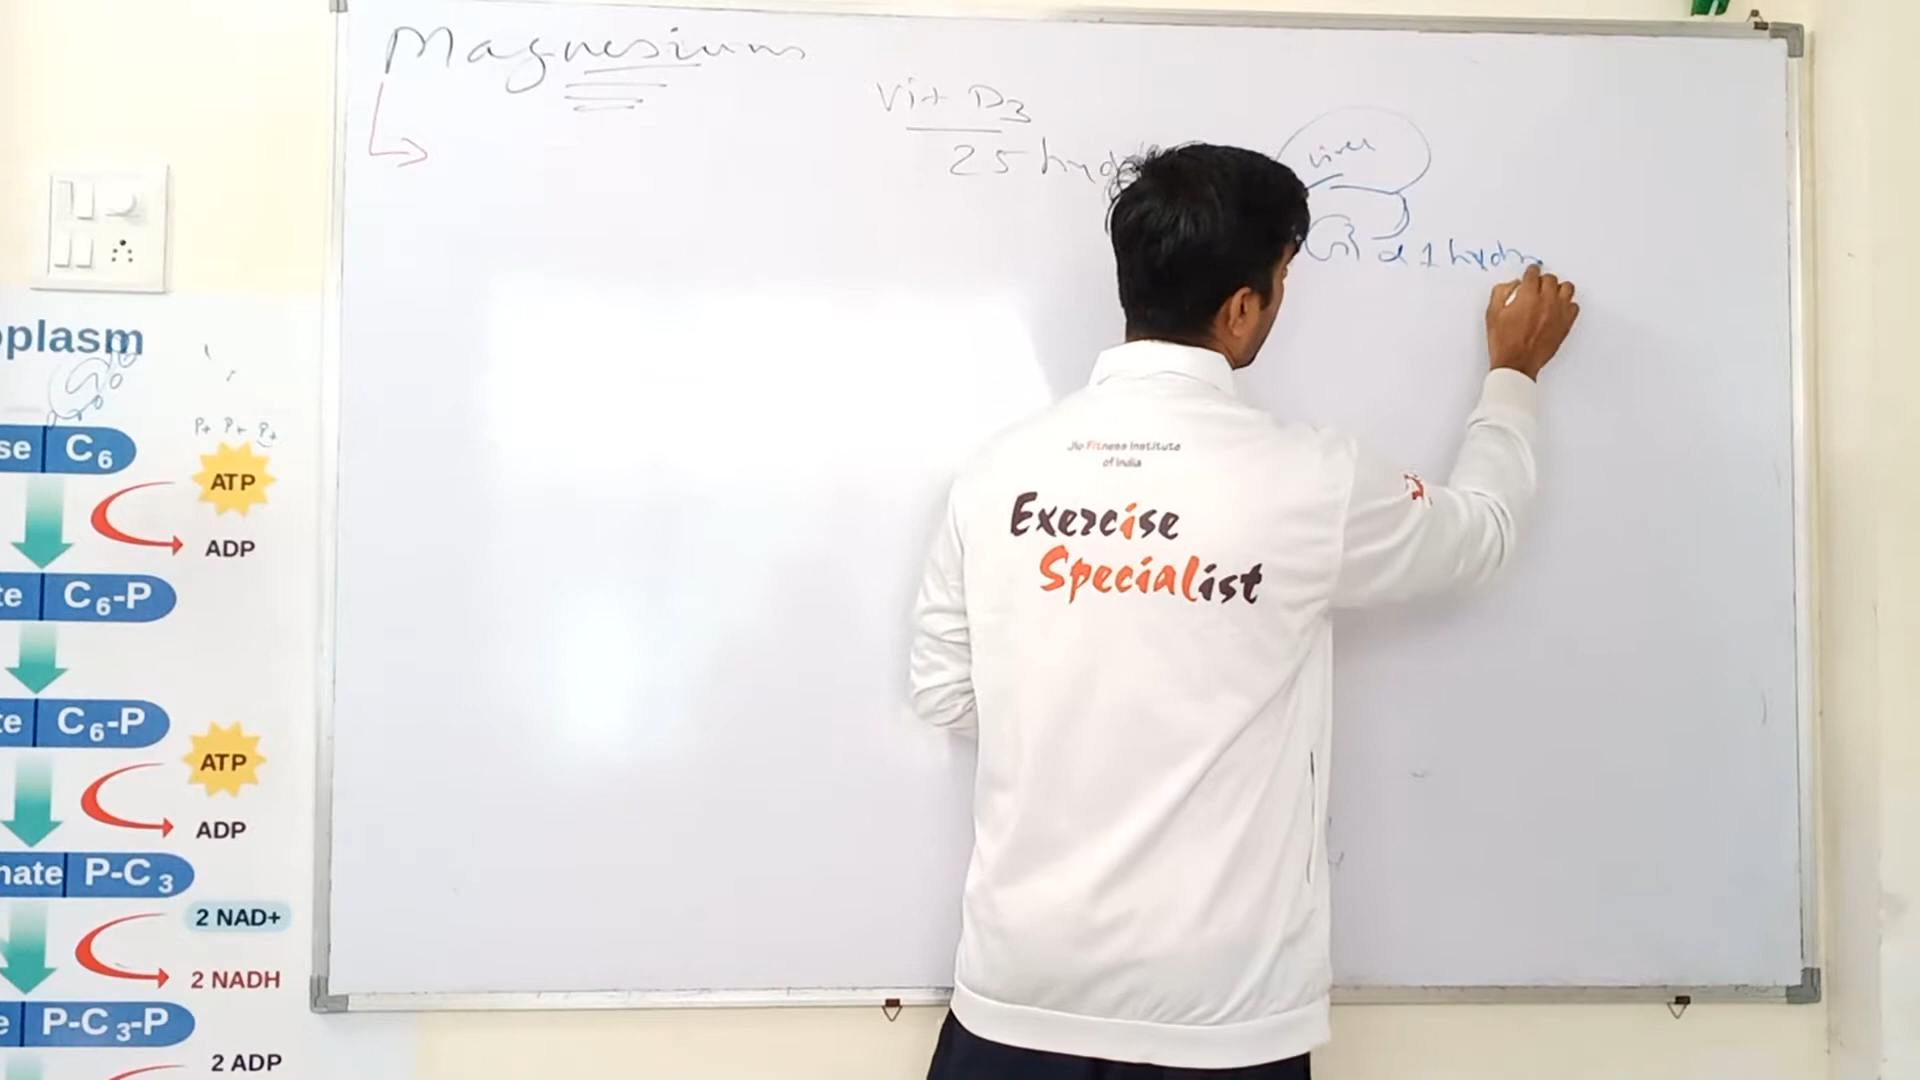 Magnesium
Vit D3
25 hyd
liver
α 1 hydro
Jio Fitness Institute
of India
Exercise
Specialist
oplasm
P+ P+ P+
se C6
ATP
ADP
te C6-P
te C6-P
ATP
ADP
nate P-C3
2 NAD+
2 NADH
e P-C3-P
2 ADP